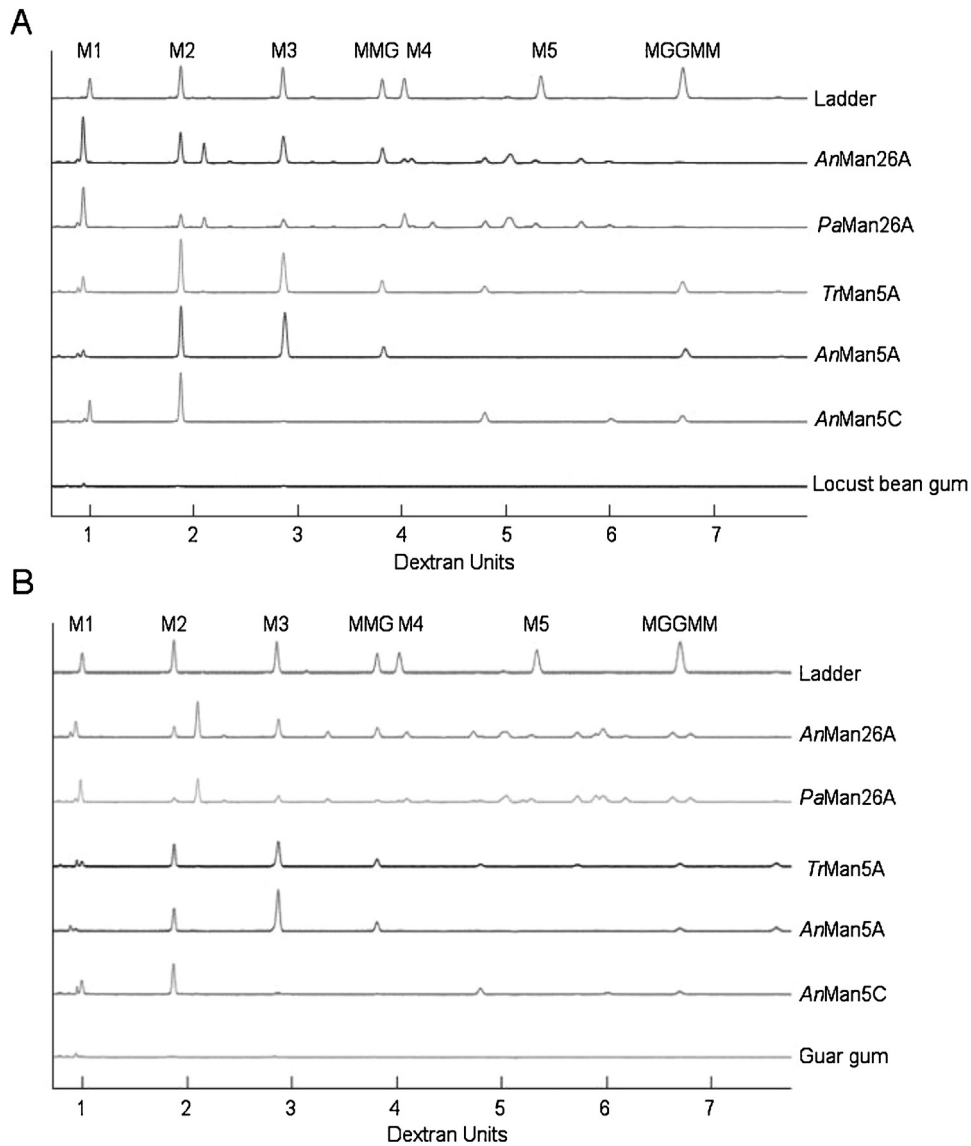 A
M1 M2 M3 MMG M4 M5 MGGMM
Ladder
AnMan26A
PaMan26A
TrMan5A
AnMan5A
AnMan5C
Locust bean gum
1 2 3 4 5 6 7
Dextran Units
B
M1 M2 M3 MMG M4 M5 MGGMM
Ladder
AnMan26A
PaMan26A
TrMan5A
AnMan5A
AnMan5C
Guar gum
1 2 3 4 5 6 7
Dextran Units